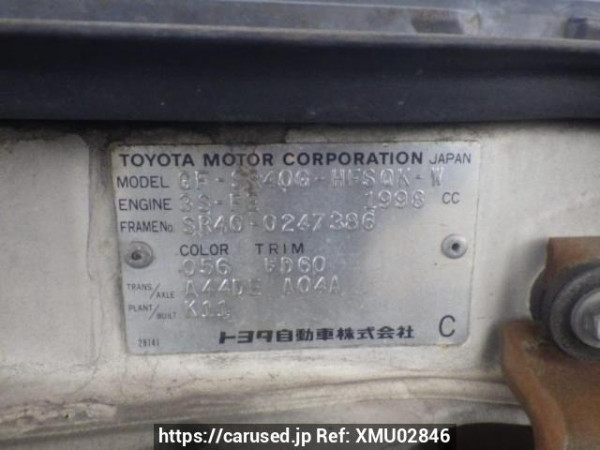 TOYOTA MOTOR CORPORATION JAPAN
MODEL GF-SR40G-HFSQK-W
ENGINE 3S-FE 1998 CC
FRAME No. SR40-0247386
COLOR TRIM
056 FD60
TRANS/AXLE A44DE A04A
PLANT/BUILT K11
トヨタ自動車株式会社 C
https://carused.jp Ref: XMU02846